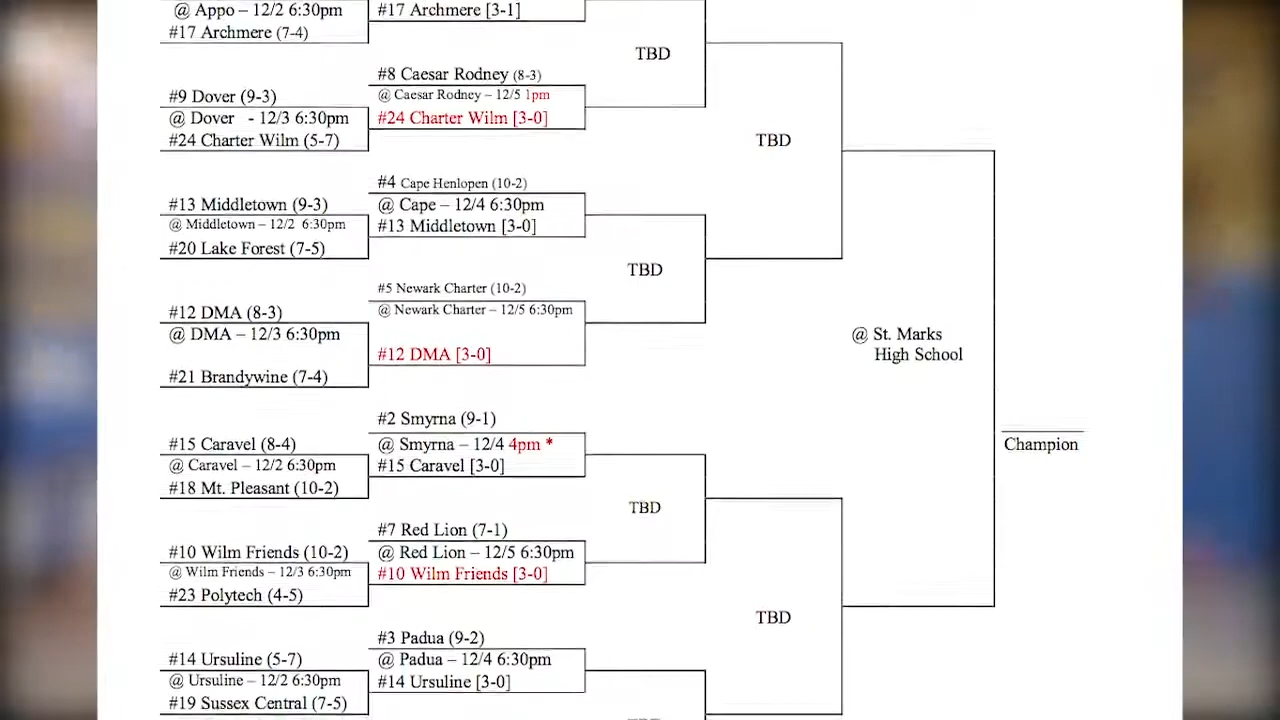 @ Appo – 12/2 6:30pm
#17 Archmere (7-4)
#9 Dover (9-3)
@ Dover - 12/3 6:30pm
#24 Charter Wilm (5-7)
#13 Middletown (9-3)
@ Middletown – 12/2 6:30pm
#20 Lake Forest (7-5)
#12 DMA (8-3)
@ DMA – 12/3 6:30pm
#21 Brandywine (7-4)
#15 Caravel (8-4)
@ Caravel – 12/2 6:30pm
#18 Mt. Pleasant (10-2)
#10 Wilm Friends (10-2)
@ Wilm Friends – 12/3 6:30pm
#23 Polytech (4-5)
#14 Ursuline (5-7)
@ Ursuline – 12/2 6:30pm
#19 Sussex Central (7-5)
#17 Archmere [3-1]
#8 Caesar Rodney (8-3)
@ Caesar Rodney – 12/5 1pm
#24 Charter Wilm [3-0]
#4 Cape Henlopen (10-2)
@ Cape – 12/4 6:30pm
#13 Middletown [3-0]
#5 Newark Charter (10-2)
@ Newark Charter – 12/5 6:30pm
#12 DMA [3-0]
#2 Smyrna (9-1)
@ Smyrna – 12/4 4pm *
#15 Caravel [3-0]
#7 Red Lion (7-1)
@ Red Lion – 12/5 6:30pm
#10 Wilm Friends [3-0]
#3 Padua (9-2)
@ Padua – 12/4 6:30pm
#14 Ursuline [3-0]
TBD
TBD
TBD
TBD
TBD
TBD
@ St. Marks
High School
Champion